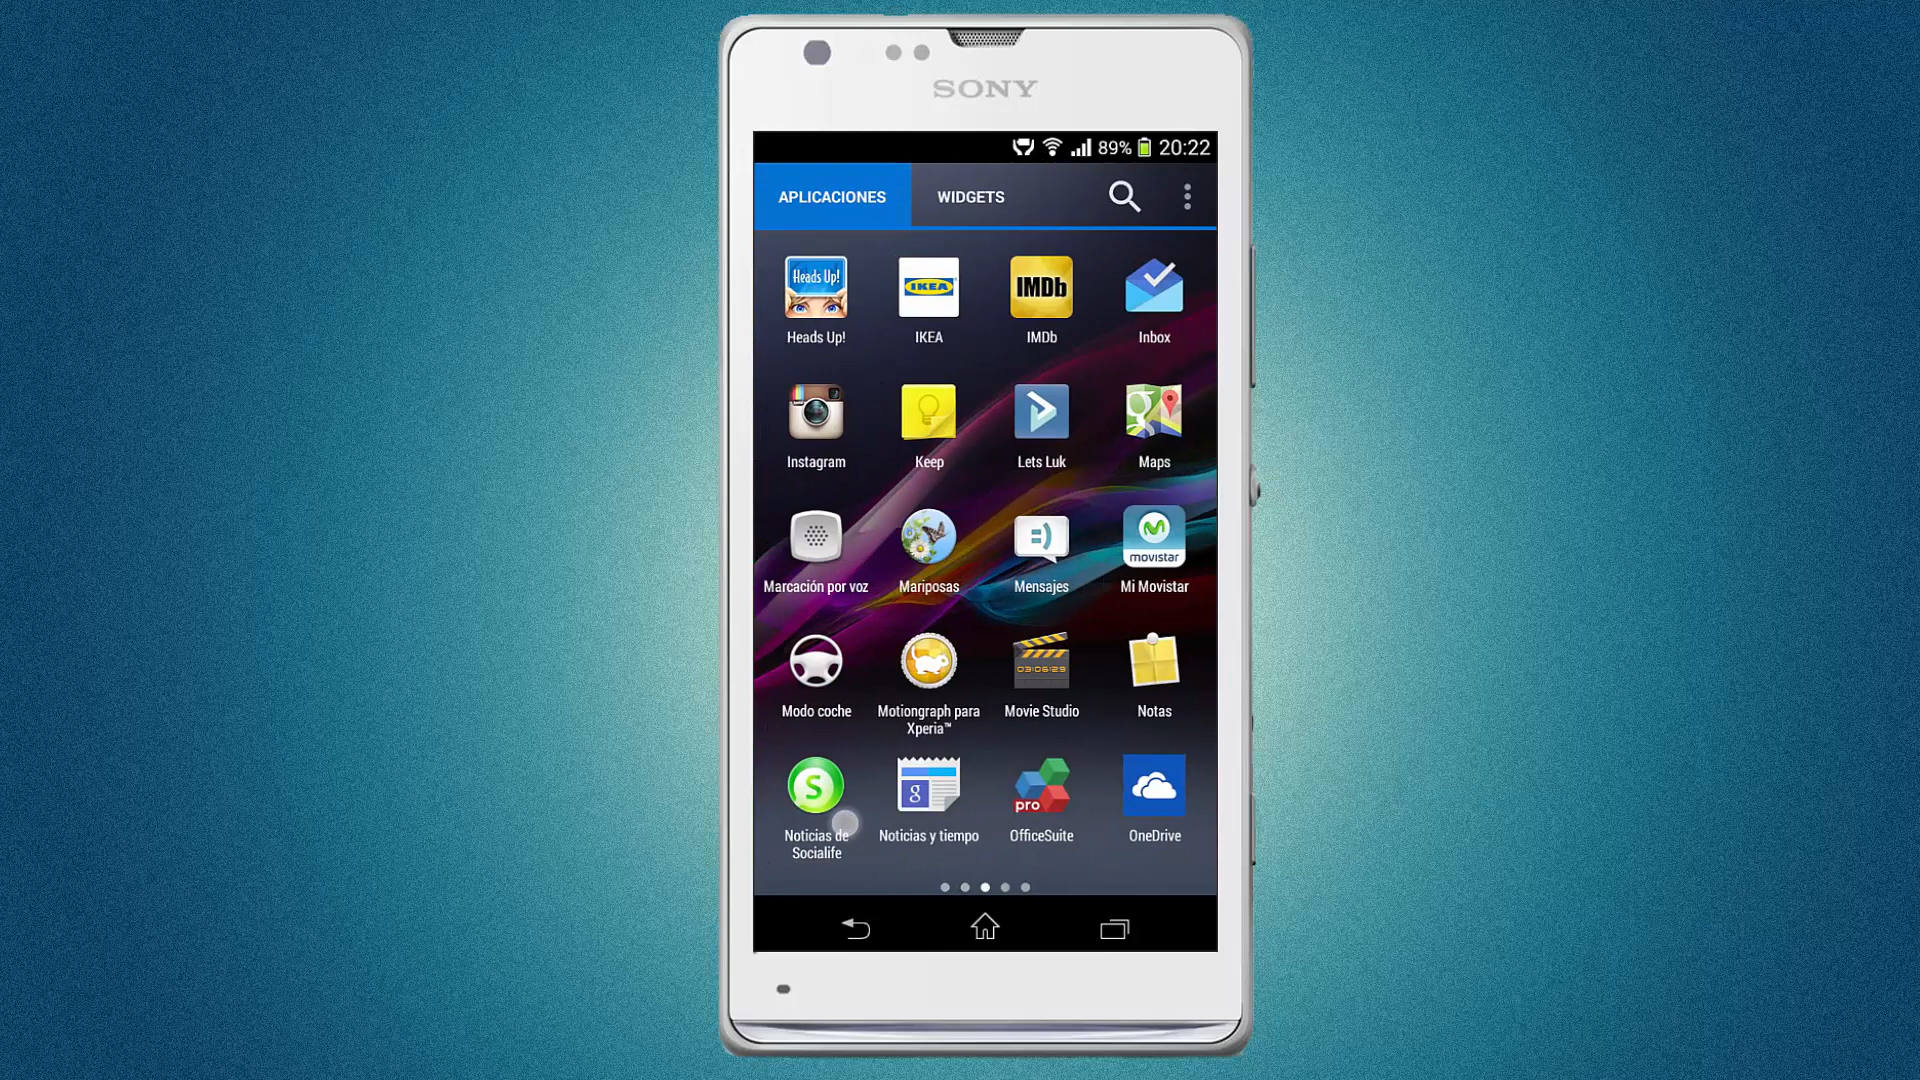 SONY
89% 20:22
APLICACIONES WIDGETS
Heads Up! IKEA IMDb
Heads Up! IKEA IMDb Inbox
Instagram Keep Lets Luk Maps
movistar
Marcación por voz Mariposas Mensajes Mi Movistar
03:06:29
Modo coche Motiongraph para Xperia™ Movie Studio Notas
S g pro
Noticias de Socialife Noticias y tiempo OfficeSuite OneDrive